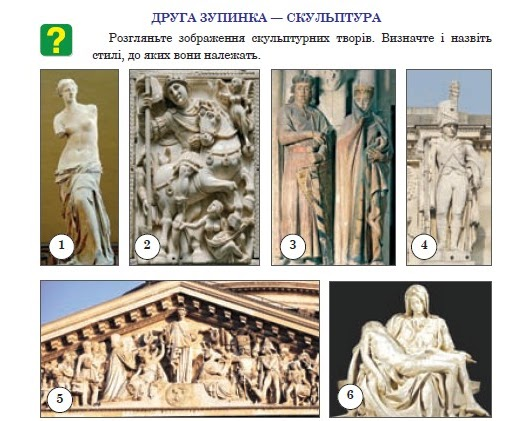 ДРУГА ЗУПИНКА — СКУЛЬПТУРА
?
Розгляньте зображення скульптурних творів. Визначте і назвіть
стилі, до яких вони належать.
1
2
3
4
5
6